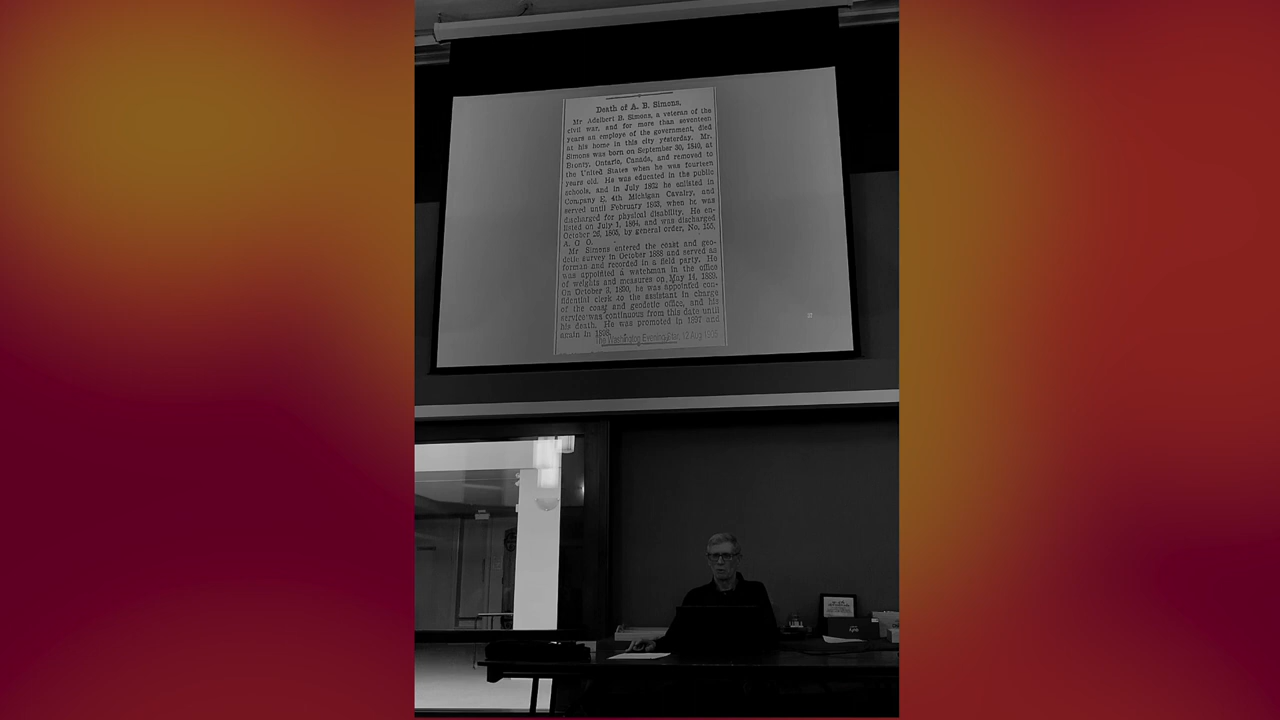 Death of A. B. Simons.
Mr Adelbert B. Simons, a veteran of the
civil war, and for more than seventeen
years an employe of the government, died
at his home in this city yesterday. Mr.
Simons was born on September 30, 1840, at
Bronty, Ontario, Canada, and removed to
the United States when he was fourteen
years old. He was educated in the public
schools, and in July 1862 he enlisted in
Company E, 4th Michigan Cavalry, and
served until February 1863, when he was
discharged for physical disability. He en-
listed on July 1, 1864, and was discharged
October 26, 1865, by general order, No. 155,
A. G. O.
Mr Simons entered the coast and geo-
detic survey in October 1888 and served as
forman and recorded in a field party. He
was appointed a watchman in the office
of weights and measures on May 14, 1889.
On October 3, 1890, he was appointed con-
fidential clerk to the assistant in charge
of the coast and geodetic office, and his
service was continuous from this date until
his death. He was promoted in 1897 and
again in 1898.
The Washington Evening Star, 12 Aug